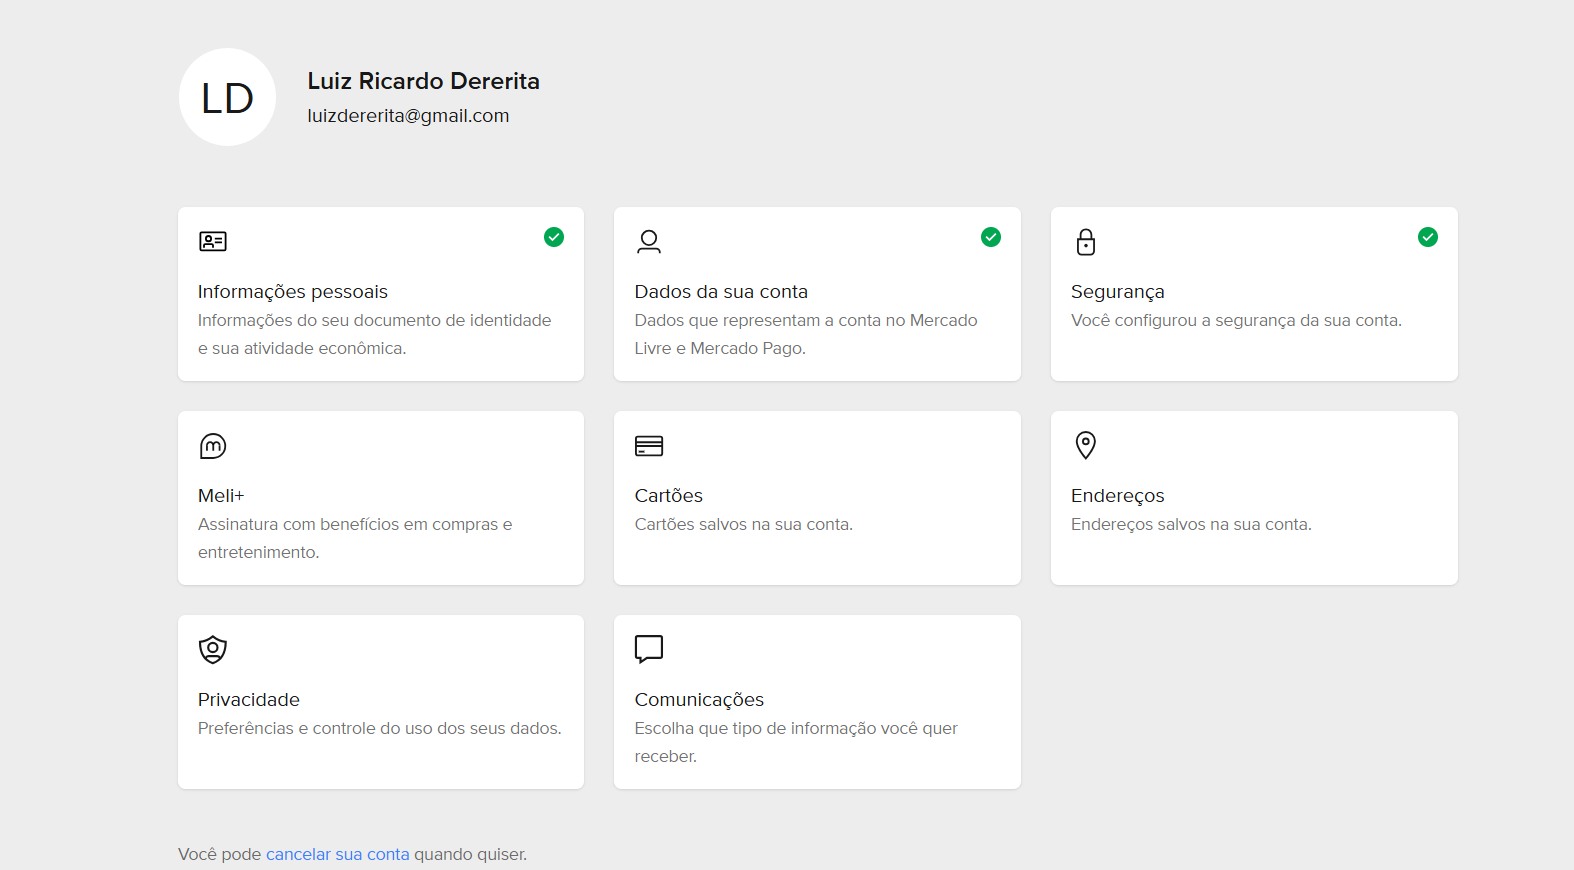 LD
Luiz Ricardo Dererita
luizdererita@gmail.com
Informações pessoais
Informações do seu documento de identidade
e sua atividade econômica.
Dados da sua conta
Dados que representam a conta no Mercado
Livre e Mercado Pago.
Segurança
Você configurou a segurança da sua conta.
Meli+
Assinatura com benefícios em compras e
entretenimento.
Cartões
Cartões salvos na sua conta.
Endereços
Endereços salvos na sua conta.
Privacidade
Preferências e controle do uso dos seus dados.
Comunicações
Escolha que tipo de informação você quer
receber.
Você pode cancelar sua conta quando quiser.